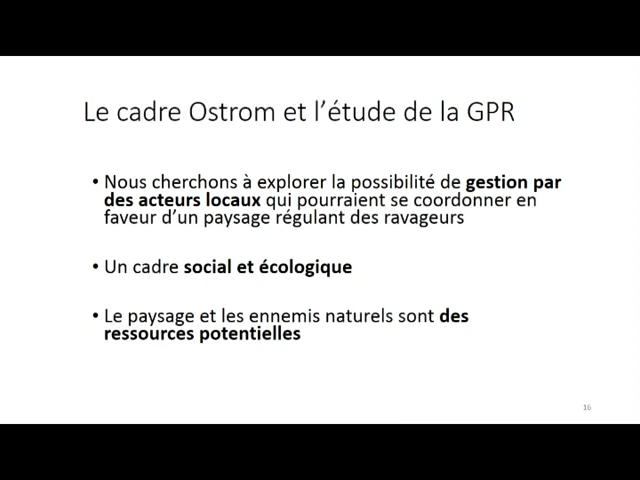 Le cadre Ostrom et l'étude de la GPR
• Nous cherchons à explorer la possibilité de gestion par
des acteurs locaux qui pourraient se coordonner en
faveur d'un paysage régulant des ravageurs
• Un cadre social et écologique
• Le paysage et les ennemis naturels sont des
ressources potentielles
16